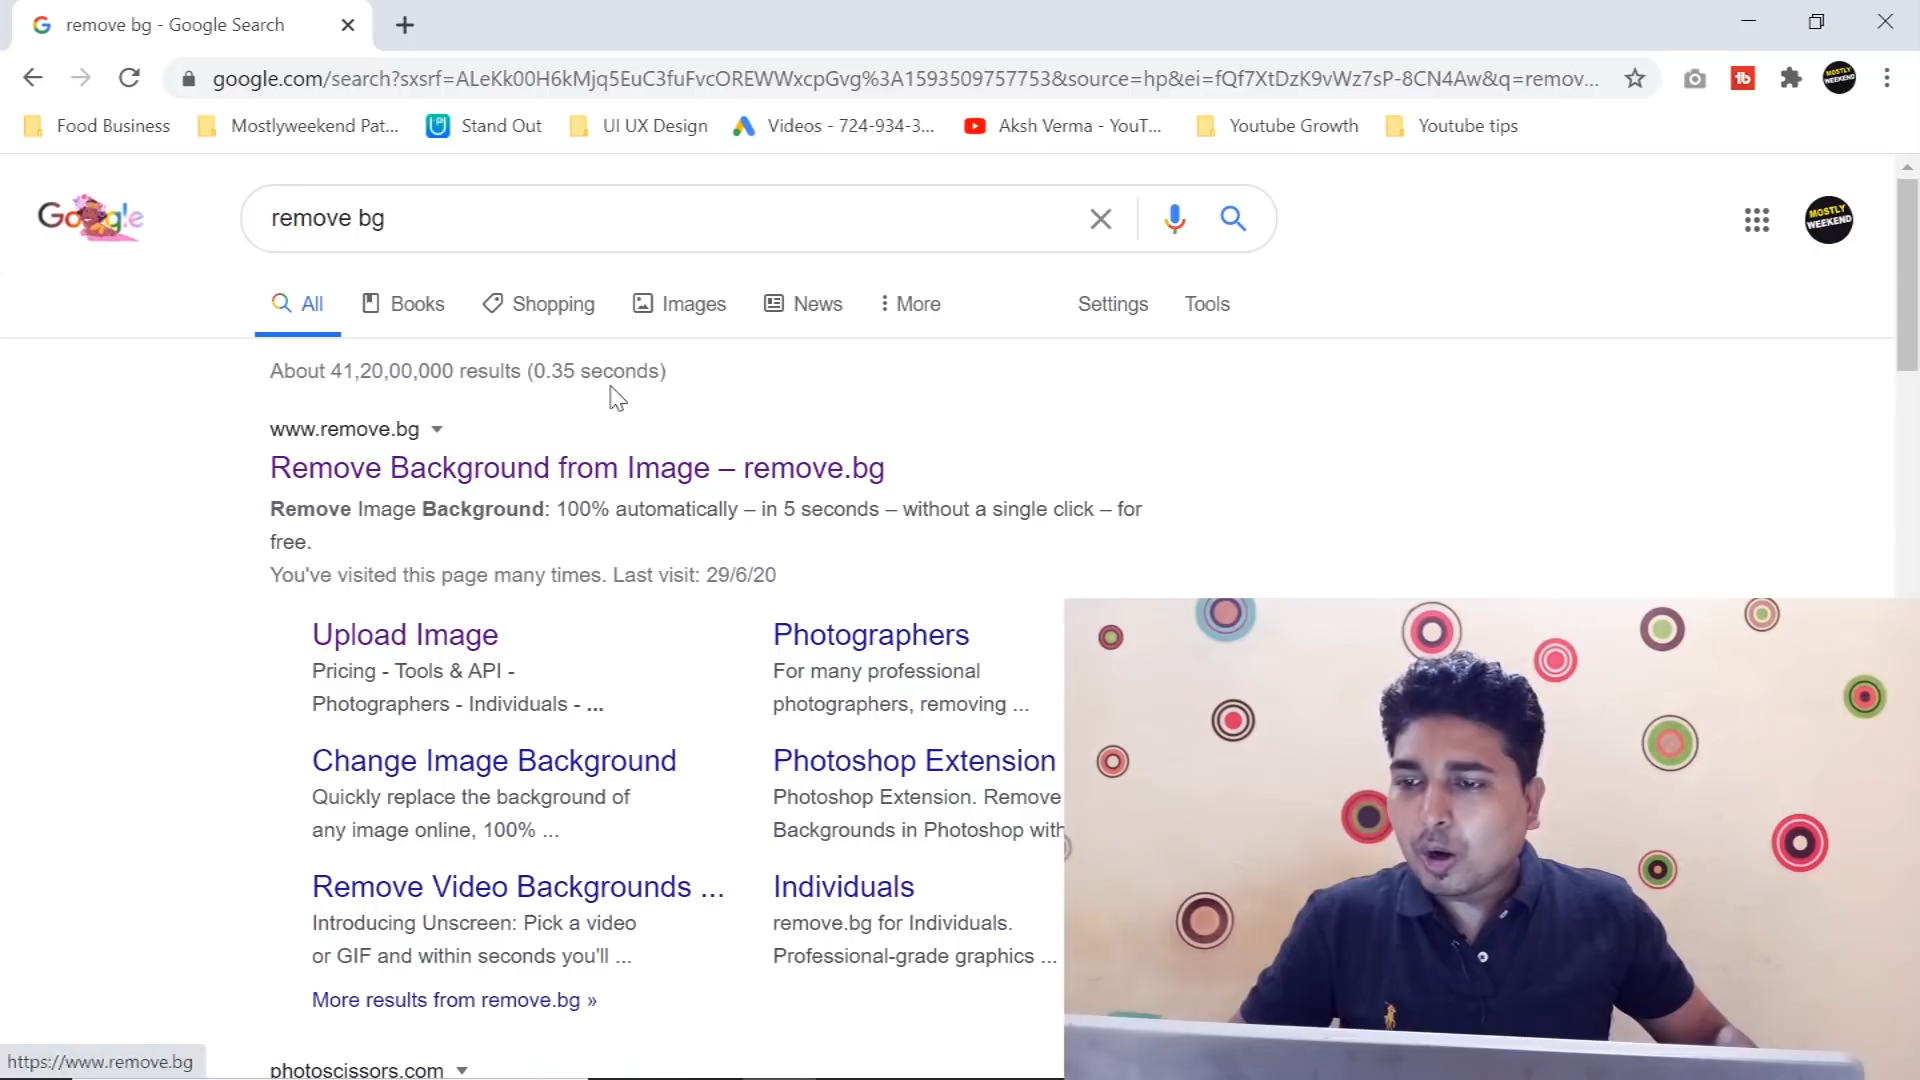 remove bg - Google Search
google.com/search?sxsrf=ALeKk00H6kMjq5EuC3fuFvcOREWWxcpGvg%3A1593509757753&source=hp&ei=fQf7XtDzK9vWz7sP-8CN4Aw&q=remov...
MOSTLY WEEKEND
Food Business Mostlyweekend Pat... Stand Out UI UX Design Videos - 724-934-3... Aksh Verma - YouT... Youtube Growth Youtube tips
Google
remove bg
MOSTLY
WEEKEND
All Books Shopping Images News More Settings Tools
About 41,20,00,000 results (0.35 seconds)
www.remove.bg
Remove Background from Image – remove.bg
Remove Image Background: 100% automatically – in 5 seconds – without a single click – for
free.
You've visited this page many times. Last visit: 29/6/20
Upload Image
Pricing - Tools & API -
Photographers - Individuals - ...
Photographers
For many professional
photographers, removing ...
Change Image Background
Quickly replace the background of
any image online, 100% ...
Photoshop Extension
Photoshop Extension. Remove
Backgrounds in Photoshop with
Remove Video Backgrounds ...
Introducing Unscreen: Pick a video
or GIF and within seconds you'll ...
Individuals
remove.bg for Individuals.
Professional-grade graphics ...
More results from remove.bg »
https://www.remove.bg
photoscissors.com